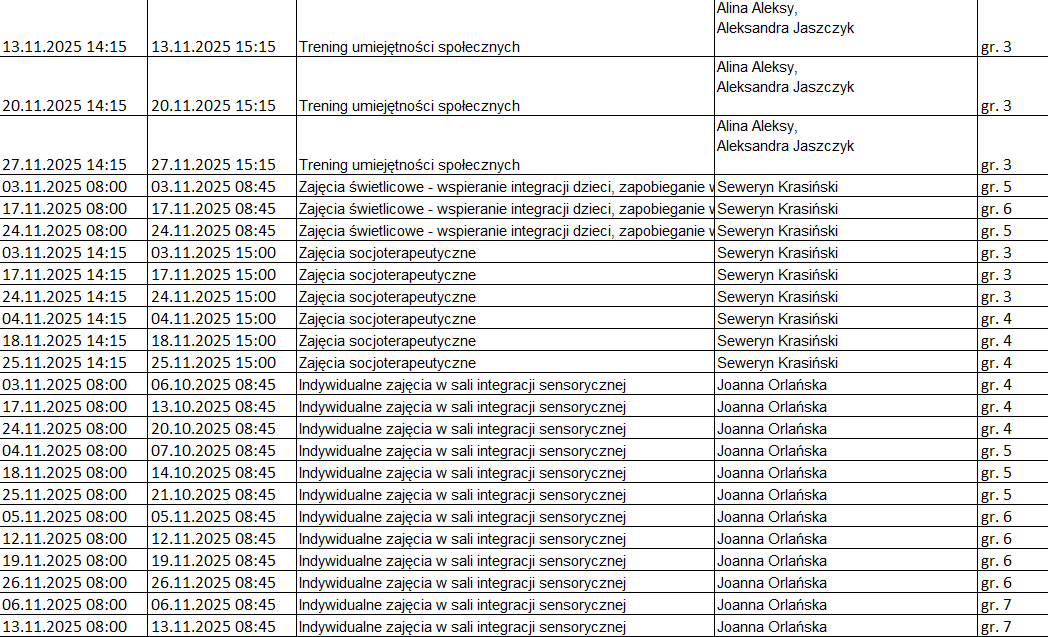 Alina Aleksy,
Aleksandra Jaszczyk
13.11.2025 14:15 13.11.2025 15:15 Trening umiejętności społecznych gr. 3
Alina Aleksy,
Aleksandra Jaszczyk
20.11.2025 14:15 20.11.2025 15:15 Trening umiejętności społecznych gr. 3
Alina Aleksy,
Aleksandra Jaszczyk
27.11.2025 14:15 27.11.2025 15:15 Trening umiejętności społecznych gr. 3
03.11.2025 08:00 03.11.2025 08:45 Zajęcia świetlicowe - wspieranie integracji dzieci, zapobieganie w Seweryn Krasiński gr. 5
17.11.2025 08:00 17.11.2025 08:45 Zajęcia świetlicowe - wspieranie integracji dzieci, zapobieganie w Seweryn Krasiński gr. 6
24.11.2025 08:00 24.11.2025 08:45 Zajęcia świetlicowe - wspieranie integracji dzieci, zapobieganie w Seweryn Krasiński gr. 5
03.11.2025 14:15 03.11.2025 15:00 Zajęcia socjoterapeutyczne Seweryn Krasiński gr. 3
17.11.2025 14:15 17.11.2025 15:00 Zajęcia socjoterapeutyczne Seweryn Krasiński gr. 3
24.11.2025 14:15 24.11.2025 15:00 Zajęcia socjoterapeutyczne Seweryn Krasiński gr. 3
04.11.2025 14:15 04.11.2025 15:00 Zajęcia socjoterapeutyczne Seweryn Krasiński gr. 4
18.11.2025 14:15 18.11.2025 15:00 Zajęcia socjoterapeutyczne Seweryn Krasiński gr. 4
25.11.2025 14:15 25.11.2025 15:00 Zajęcia socjoterapeutyczne Seweryn Krasiński gr. 4
03.11.2025 08:00 06.10.2025 08:45 Indywidualne zajęcia w sali integracji sensorycznej Joanna Orlańska gr. 4
17.11.2025 08:00 13.10.2025 08:45 Indywidualne zajęcia w sali integracji sensorycznej Joanna Orlańska gr. 4
24.11.2025 08:00 20.10.2025 08:45 Indywidualne zajęcia w sali integracji sensorycznej Joanna Orlańska gr. 4
04.11.2025 08:00 07.10.2025 08:45 Indywidualne zajęcia w sali integracji sensorycznej Joanna Orlańska gr. 5
18.11.2025 08:00 14.10.2025 08:45 Indywidualne zajęcia w sali integracji sensorycznej Joanna Orlańska gr. 5
25.11.2025 08:00 21.10.2025 08:45 Indywidualne zajęcia w sali integracji sensorycznej Joanna Orlańska gr. 5
05.11.2025 08:00 05.11.2025 08:45 Indywidualne zajęcia w sali integracji sensorycznej Joanna Orlańska gr. 6
12.11.2025 08:00 12.11.2025 08:45 Indywidualne zajęcia w sali integracji sensorycznej Joanna Orlańska gr. 6
19.11.2025 08:00 19.11.2025 08:45 Indywidualne zajęcia w sali integracji sensorycznej Joanna Orlańska gr. 6
26.11.2025 08:00 26.11.2025 08:45 Indywidualne zajęcia w sali integracji sensorycznej Joanna Orlańska gr. 6
06.11.2025 08:00 06.11.2025 08:45 Indywidualne zajęcia w sali integracji sensorycznej Joanna Orlańska gr. 7
13.11.2025 08:00 13.11.2025 08:45 Indywidualne zajęcia w sali integracji sensorycznej Joanna Orlańska gr. 7